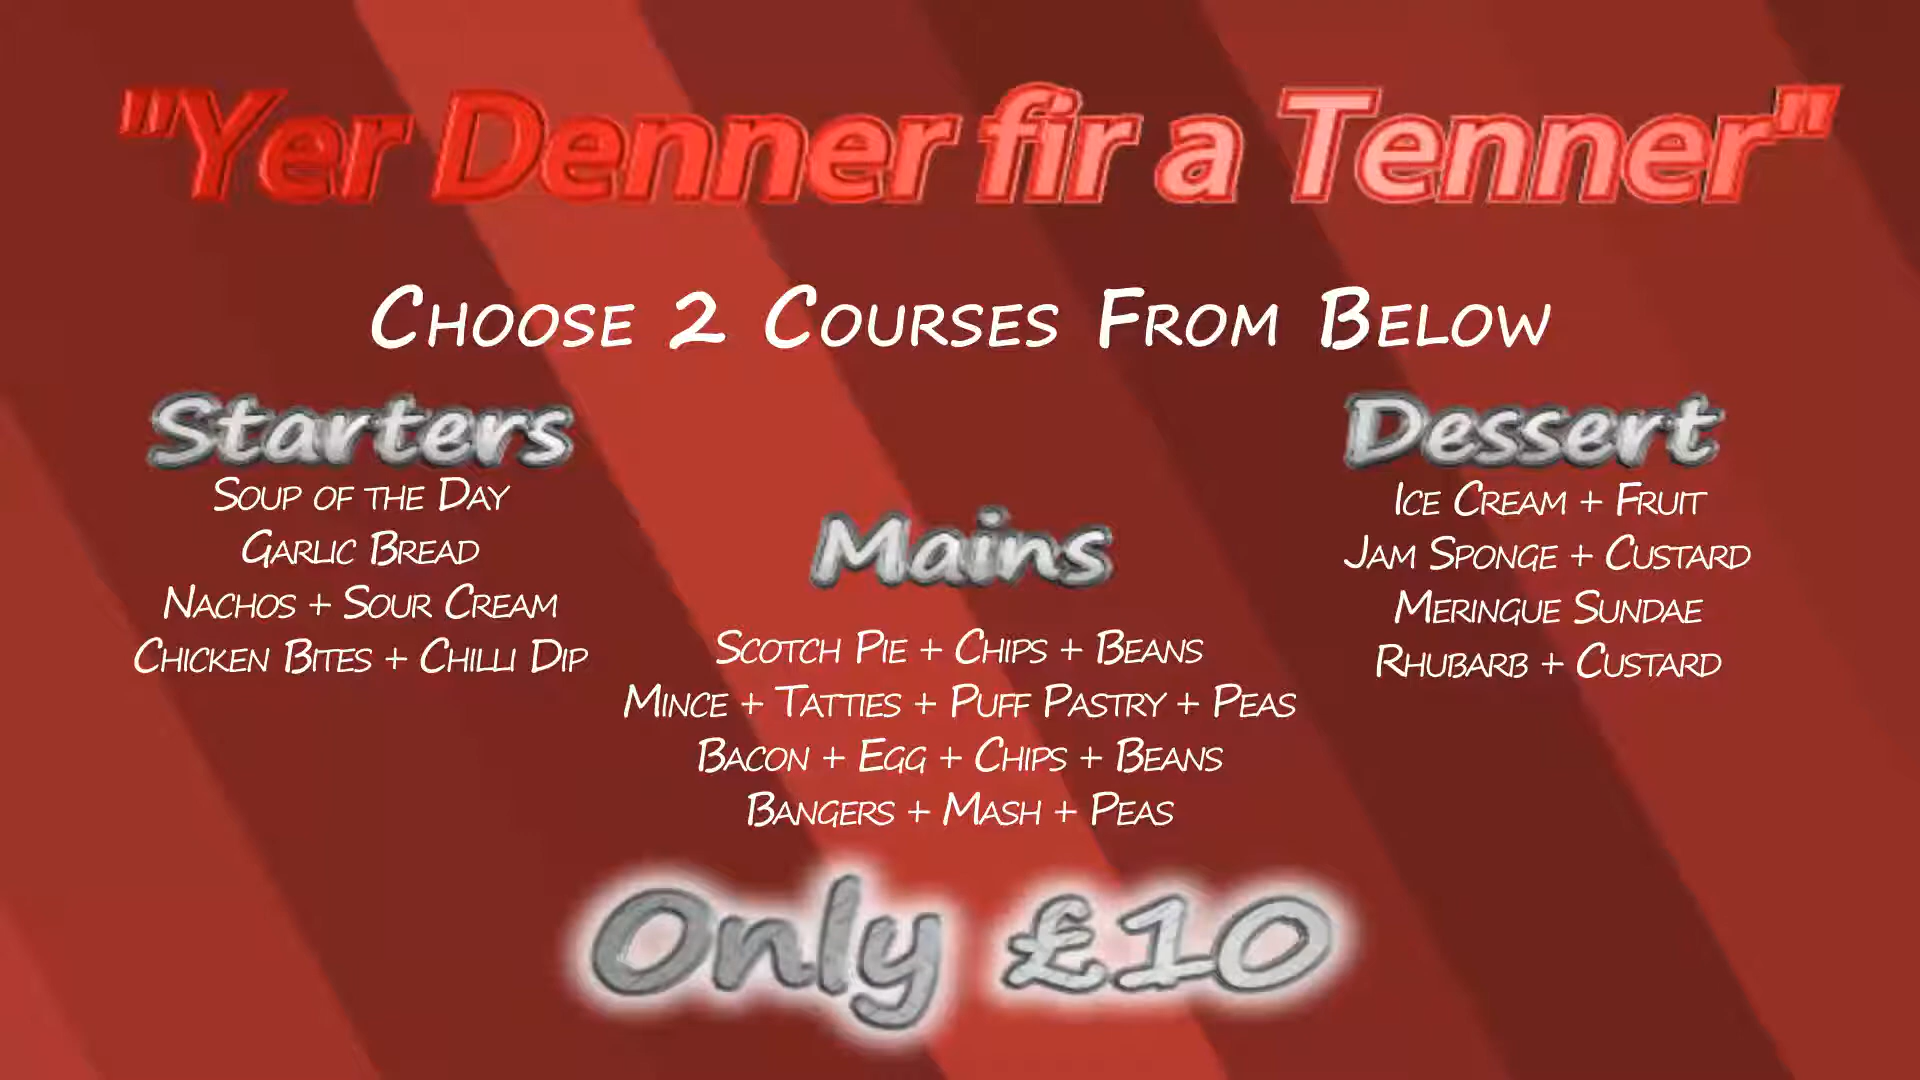 "Yer Denner fir a Tenner"
Choose 2 Courses From Below
Starters
Soup of the Day
Garlic Bread
Nachos + Sour Cream
Chicken Bites + Chilli Dip
Mains
Scotch Pie + Chips + Beans
Mince + Tatties + Puff Pastry + Peas
Bacon + Egg + Chips + Beans
Bangers + Mash + Peas
Dessert
Ice Cream + Fruit
Jam Sponge + Custard
Meringue Sundae
Rhubarb + Custard
Only £10